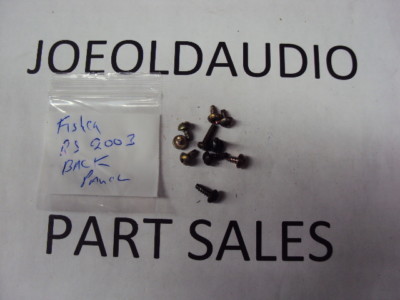 JOEOLDAUDIO
Fisher
RS 2003
BACK
Panel
PART SALES